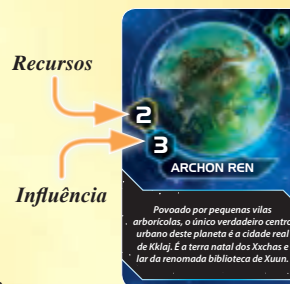 Recursos
2
3
ARCHON REN
Influência
Povoado por pequenas vilas
arborícolas, o único verdadeiro centro
urbano deste planeta é a cidade real
de Kklaj. É a terra natal dos Xxchas e
lar da renomada biblioteca de Xuun.